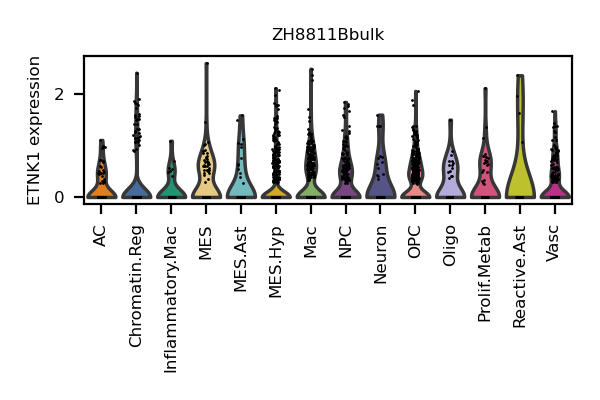 ZH8811Bbulk
ETNK1 expression
2
0
AC
Chromatin.Reg
Inflammatory.Mac
MES
MES.Ast
MES.Hyp
Mac
NPC
Neuron
OPC
Oligo
Prolif.Metab
Reactive.Ast
Vasc